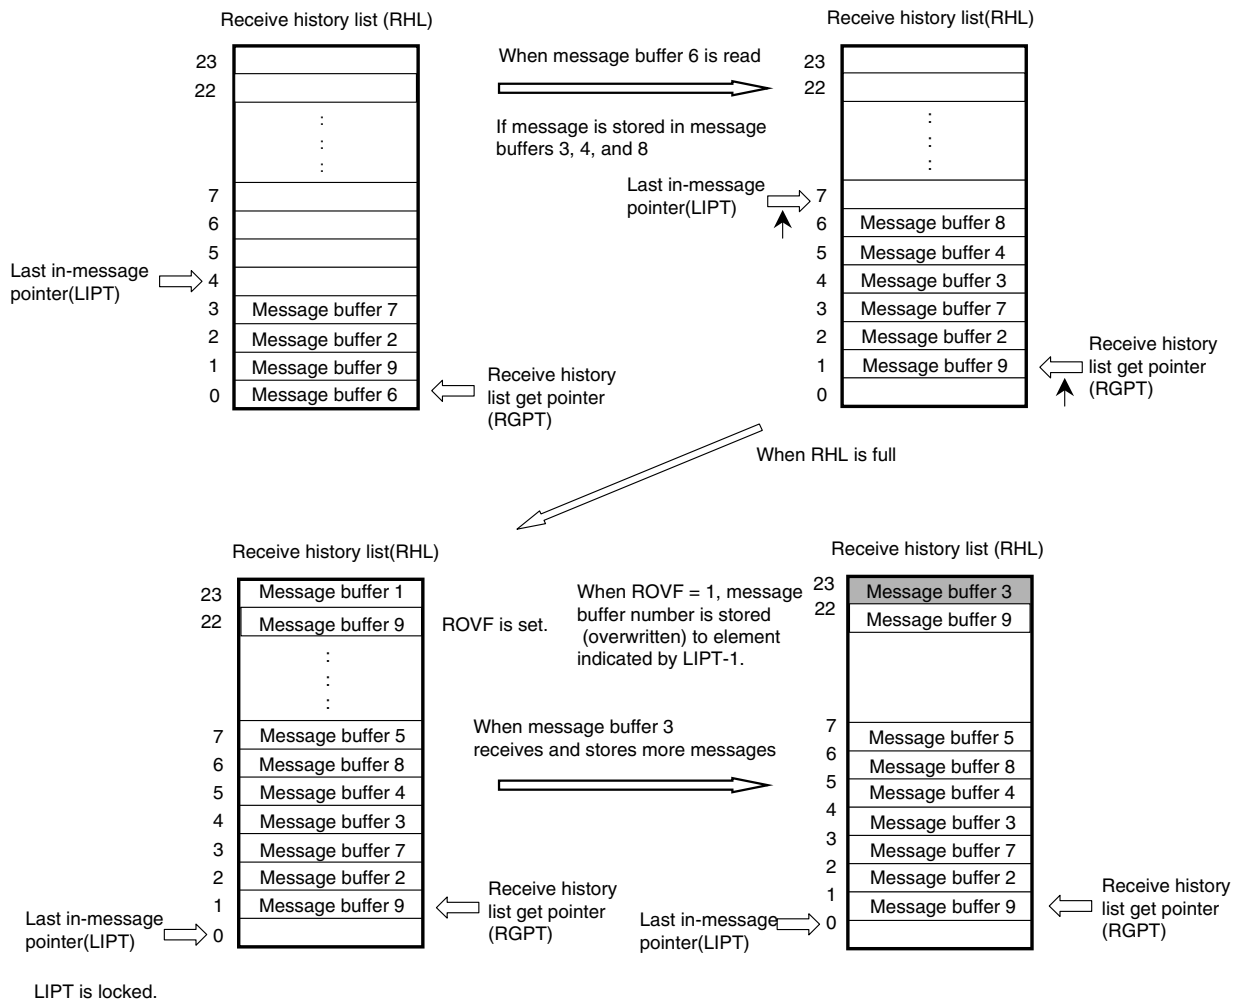 Receive history list (RHL)
23
22
7
6
5
Last in-message
pointer(LIPT)
4
3 Message buffer 7
2 Message buffer 2
1 Message buffer 9
0 Message buffer 6
Receive history
list get pointer
(RGPT)
When message buffer 6 is read
If message is stored in message
buffers 3, 4, and 8
Receive history list(RHL)
23
22
Last in-message
pointer(LIPT)
7
6 Message buffer 8
5 Message buffer 4
4 Message buffer 3
3 Message buffer 7
2 Message buffer 2
1 Message buffer 9
0
Receive history
list get pointer
(RGPT)
When RHL is full
Receive history list(RHL)
23 Message buffer 1
22 Message buffer 9
ROVF is set.
7 Message buffer 5
6 Message buffer 8
5 Message buffer 4
4 Message buffer 3
3 Message buffer 7
2 Message buffer 2
1 Message buffer 9
0
Last in-message
pointer(LIPT)
Receive history
list get pointer
(RGPT)
LIPT is locked.
When ROVF = 1, message
buffer number is stored
(overwritten) to element
indicated by LIPT-1.
When message buffer 3
receives and stores more messages
Receive history list (RHL)
23 Message buffer 3
22 Message buffer 9
7 Message buffer 5
6 Message buffer 8
5 Message buffer 4
4 Message buffer 3
3 Message buffer 7
2 Message buffer 2
1 Message buffer 9
0
Last in-message
pointer(LIPT)
Receive history
list get pointer
(RGPT)